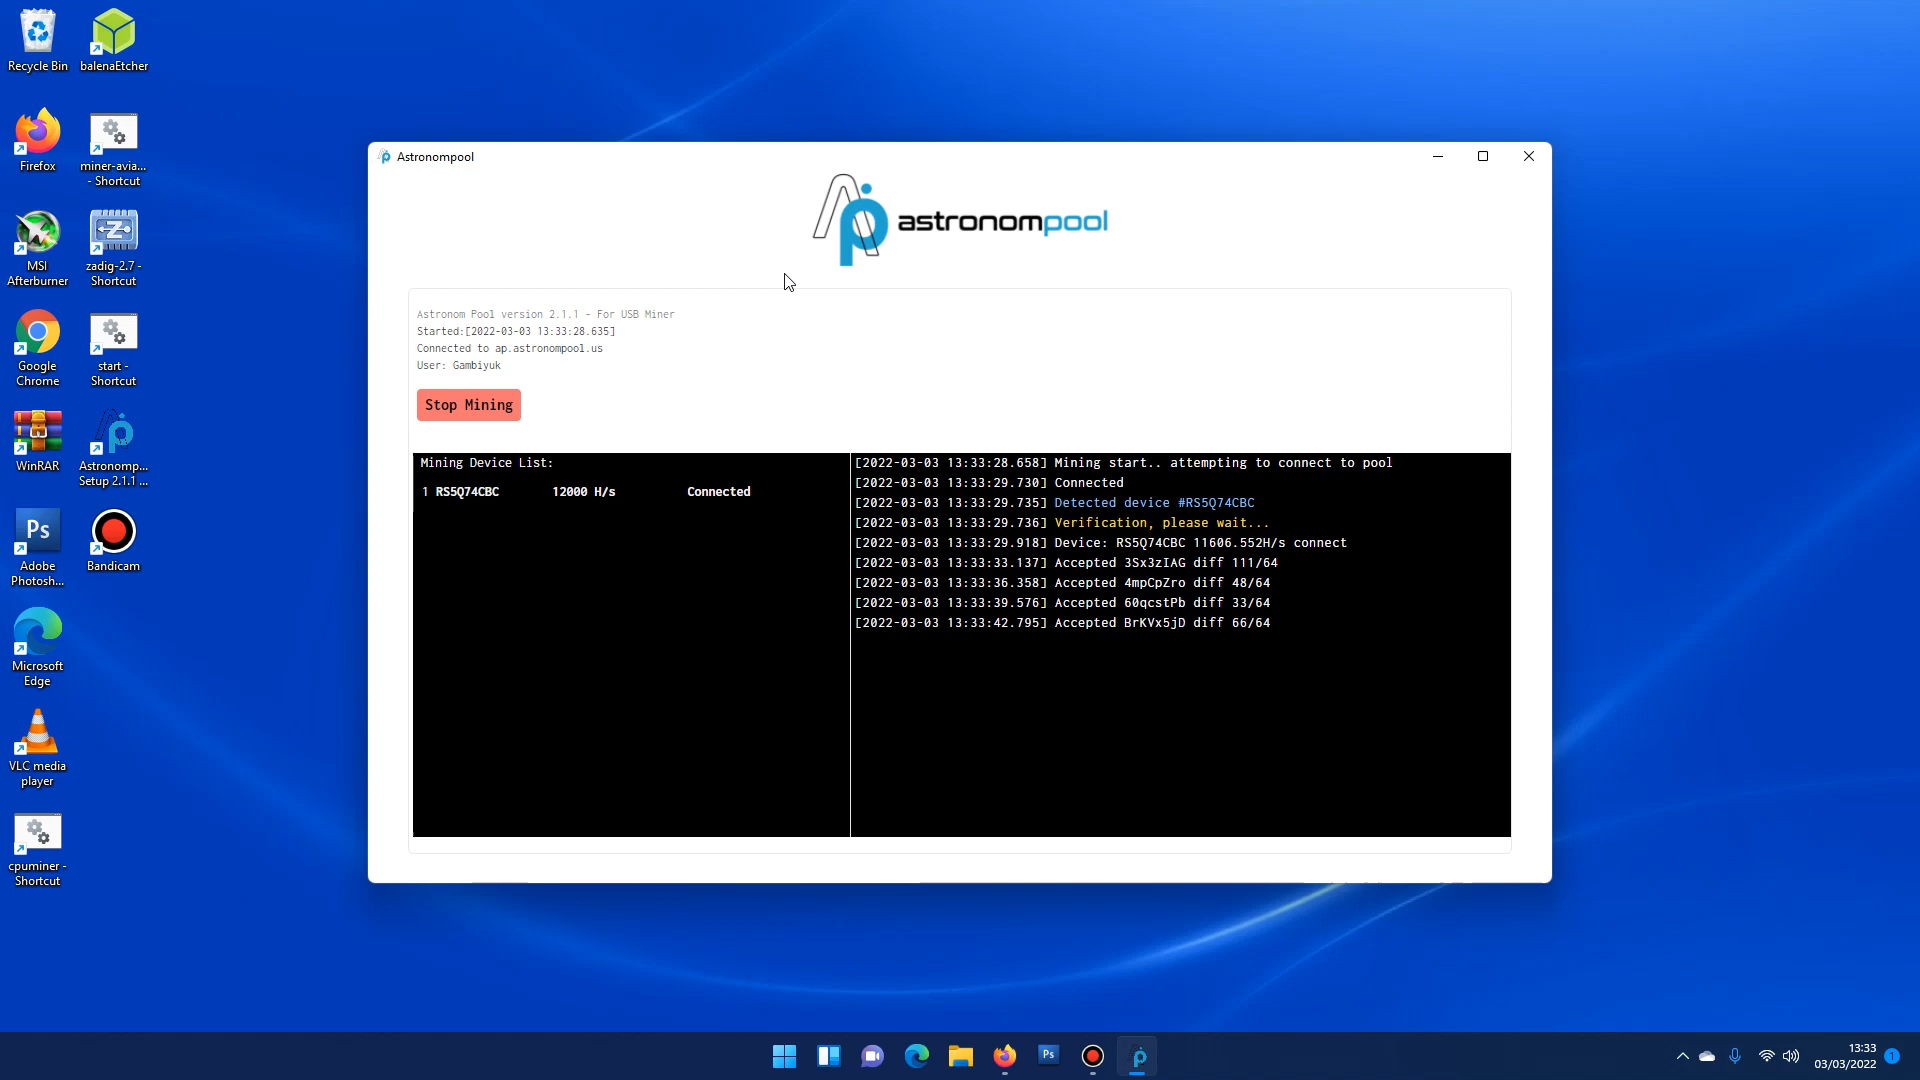 Recycle Bin
balenaEtcher
Firefox
miner-avia...
- Shortcut
MSI
Afterburner
zadig-2.7 -
Shortcut
Google
Chrome
start -
Shortcut
WinRAR
Astronomp...
Setup 2.1.1 ...
Ps
Adobe
Photosh...
Bandicam
Microsoft
Edge
VLC media
player
cpuminer -
Shortcut
Astronompool
astronompool
Astronom Pool version 2.1.1 - For USB Miner
Started:[2022-03-03 13:33:28.635]
Connected to ap.astronompool.us
User: Gambiyuk
Stop Mining
Mining Device List:
1 RS5Q74CBC 12000 H/s Connected
[2022-03-03 13:33:28.658] Mining start.. attempting to connect to pool
[2022-03-03 13:33:29.730] Connected
[2022-03-03 13:33:29.735] Detected device #RS5Q74CBC
[2022-03-03 13:33:29.736] Verification, please wait...
[2022-03-03 13:33:29.918] Device: RS5Q74CBC 11606.552H/s connect
[2022-03-03 13:33:33.137] Accepted 3Sx3zIAG diff 111/64
[2022-03-03 13:33:36.358] Accepted 4mpCpZro diff 48/64
[2022-03-03 13:33:39.576] Accepted 60qcstPb diff 33/64
[2022-03-03 13:33:42.795] Accepted BrKVx5jD diff 66/64
Ps
13:33
03/03/2022
1